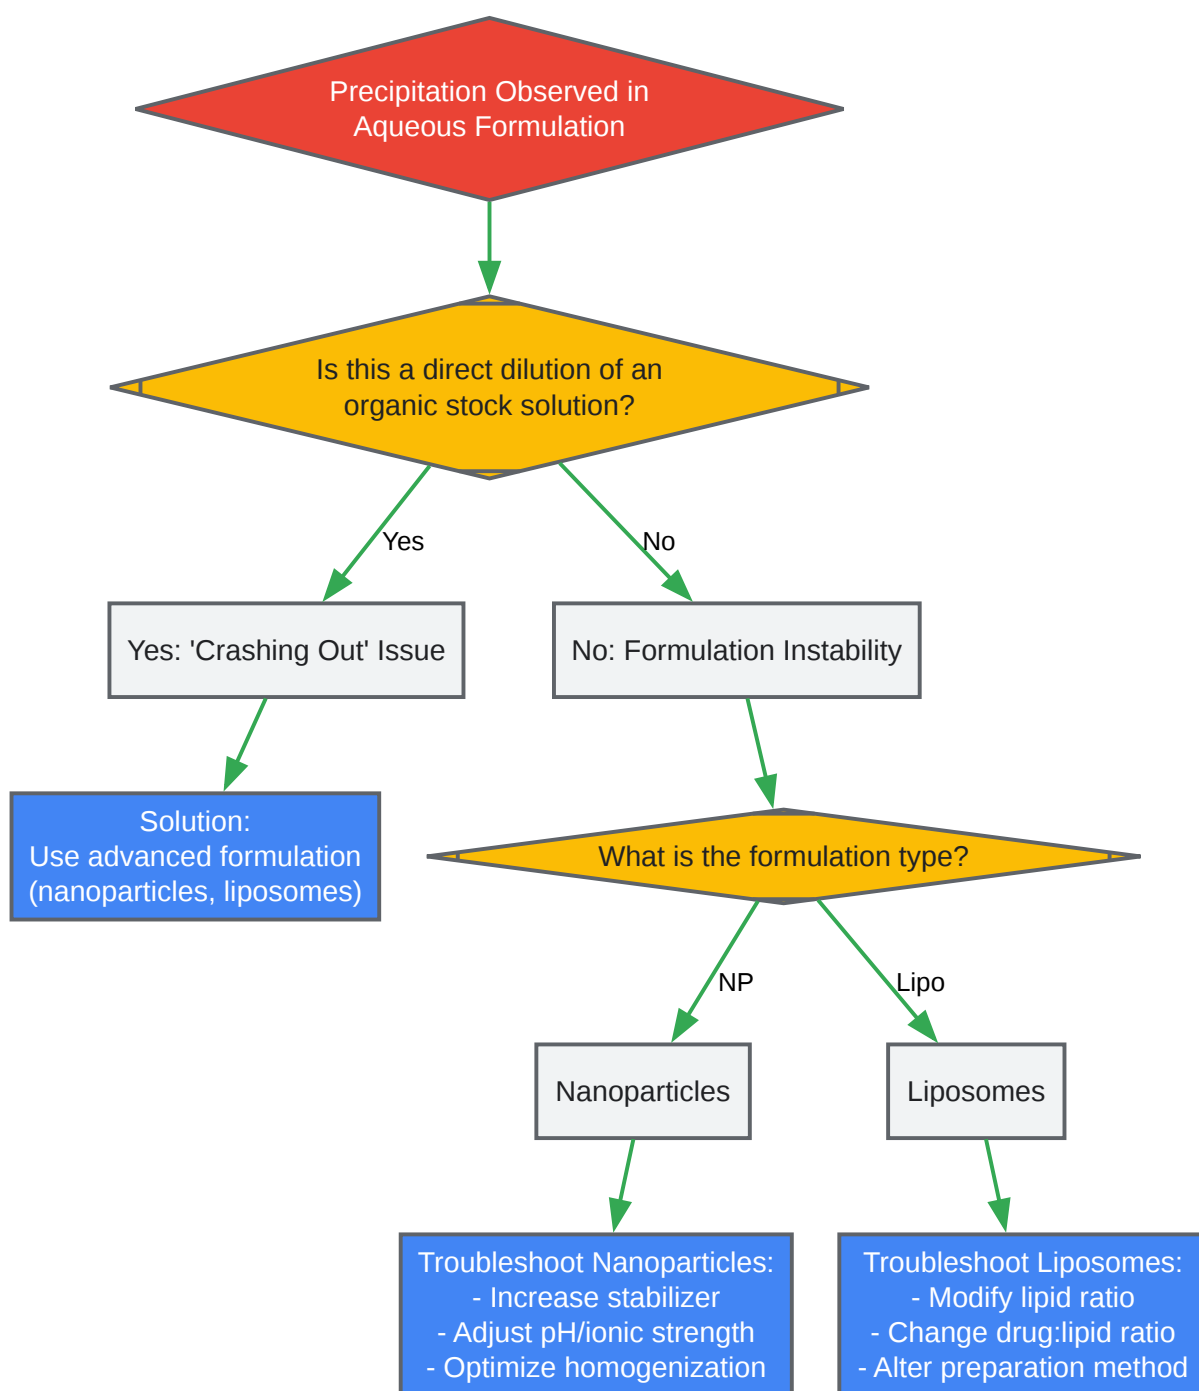 Precipitation Observed in
Aqueous Formulation
Is this a direct dilution of an
organic stock solution?
Yes
No
Yes: 'Crashing Out' Issue
No: Formulation Instability
Solution:
Use advanced formulation
(nanoparticles, liposomes)
What is the formulation type?
NP
Lipo
Nanoparticles
Liposomes
Troubleshoot Nanoparticles:
- Increase stabilizer
- Adjust pH/ionic strength
- Optimize homogenization
Troubleshoot Liposomes:
- Modify lipid ratio
- Change drug:lipid ratio
- Alter preparation method